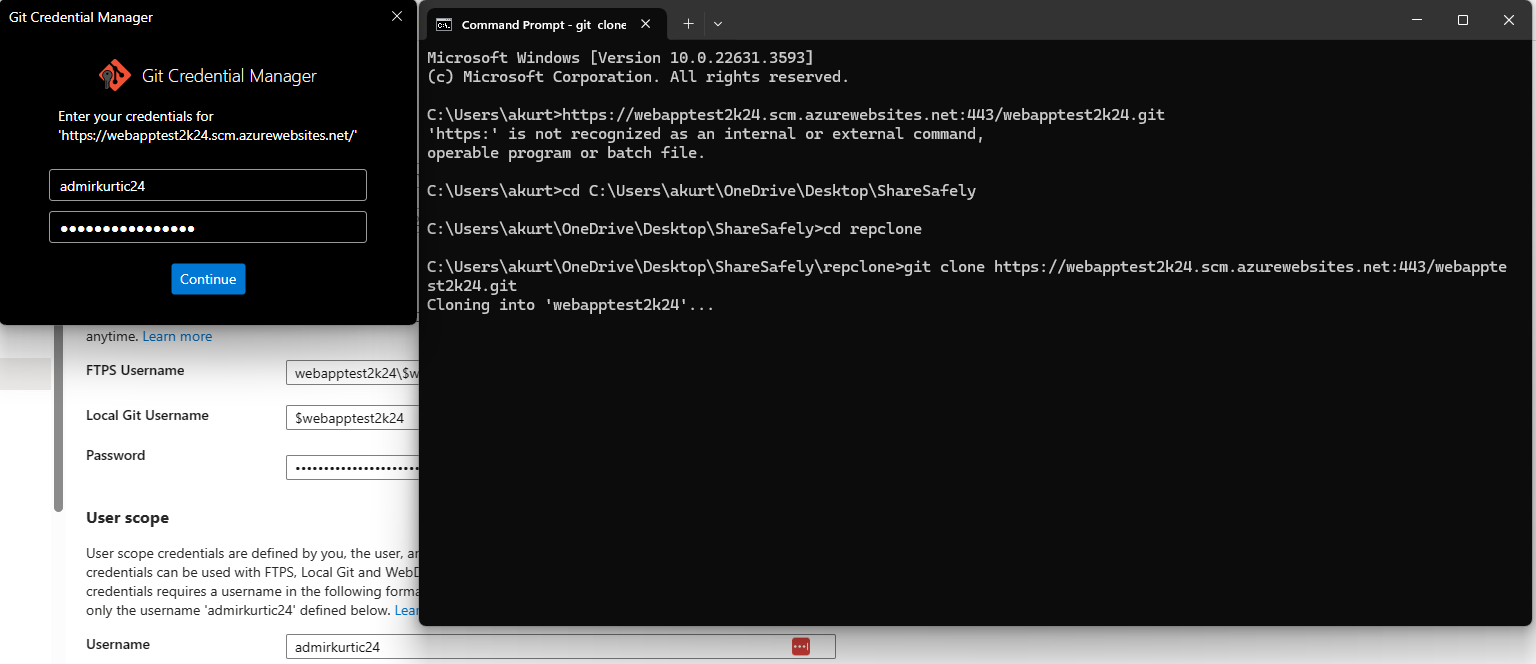 Git Credential Manager
Git Credential Manager
Enter your credentials for
'https://webapptest2k24.scm.azurewebsites.net/'
admirkurtic24
Continue
Command Prompt - git clone
Microsoft Windows [Version 10.0.22631.3593]
(c) Microsoft Corporation. All rights reserved.
C:\Users\akurt>https://webapptest2k24.scm.azurewebsites.net:443/webapptest2k24.git
'https:' is not recognized as an internal or external command,
operable program or batch file.
C:\Users\akurt>cd C:\Users\akurt\OneDrive\Desktop\ShareSafely
C:\Users\akurt\OneDrive\Desktop\ShareSafely>cd repclone
C:\Users\akurt\OneDrive\Desktop\ShareSafely\repclone>git clone https://webapptest2k24.scm.azurewebsites.net:443/webappte
st2k24.git
Cloning into 'webapptest2k24'...
anytime. Learn more
FTPS Username
webapptest2k24\$w
Local Git Username
$webapptest2k24
Password
User scope
User scope credentials are defined by you, the user, a
credentials can be used with FTPS, Local Git and WebD
credentials requires a username in the following forma
only the username 'admirkurtic24' defined below. Lear
Username
admirkurtic24